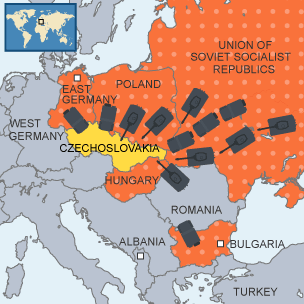 UNION OF
SOVIET SOCIALIST
REPUBLICS
POLAND
EAST
GERMANY
WEST
GERMANY
CZECHOSLOVAKIA
HUNGARY
ROMANIA
ALBANIA
BULGARIA
TURKEY